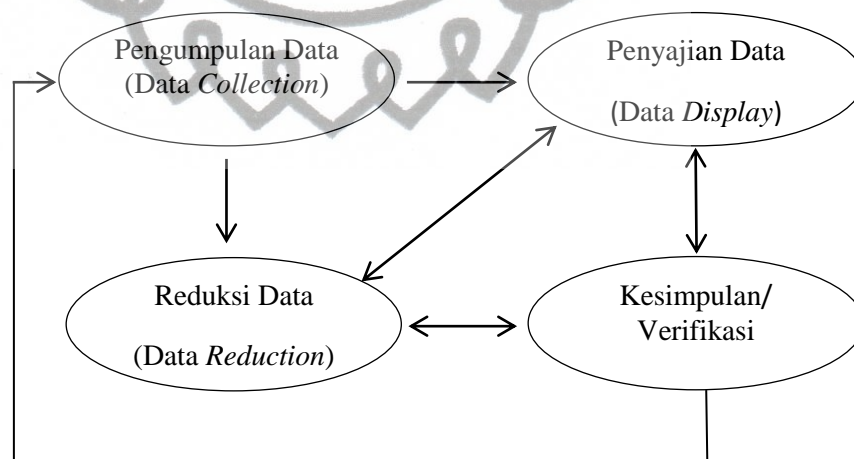 Pengumpulan Data
(Data Collection)
Penyajian Data
(Data Display)
Reduksi Data
(Data Reduction)
Kesimpulan/
Verifikasi